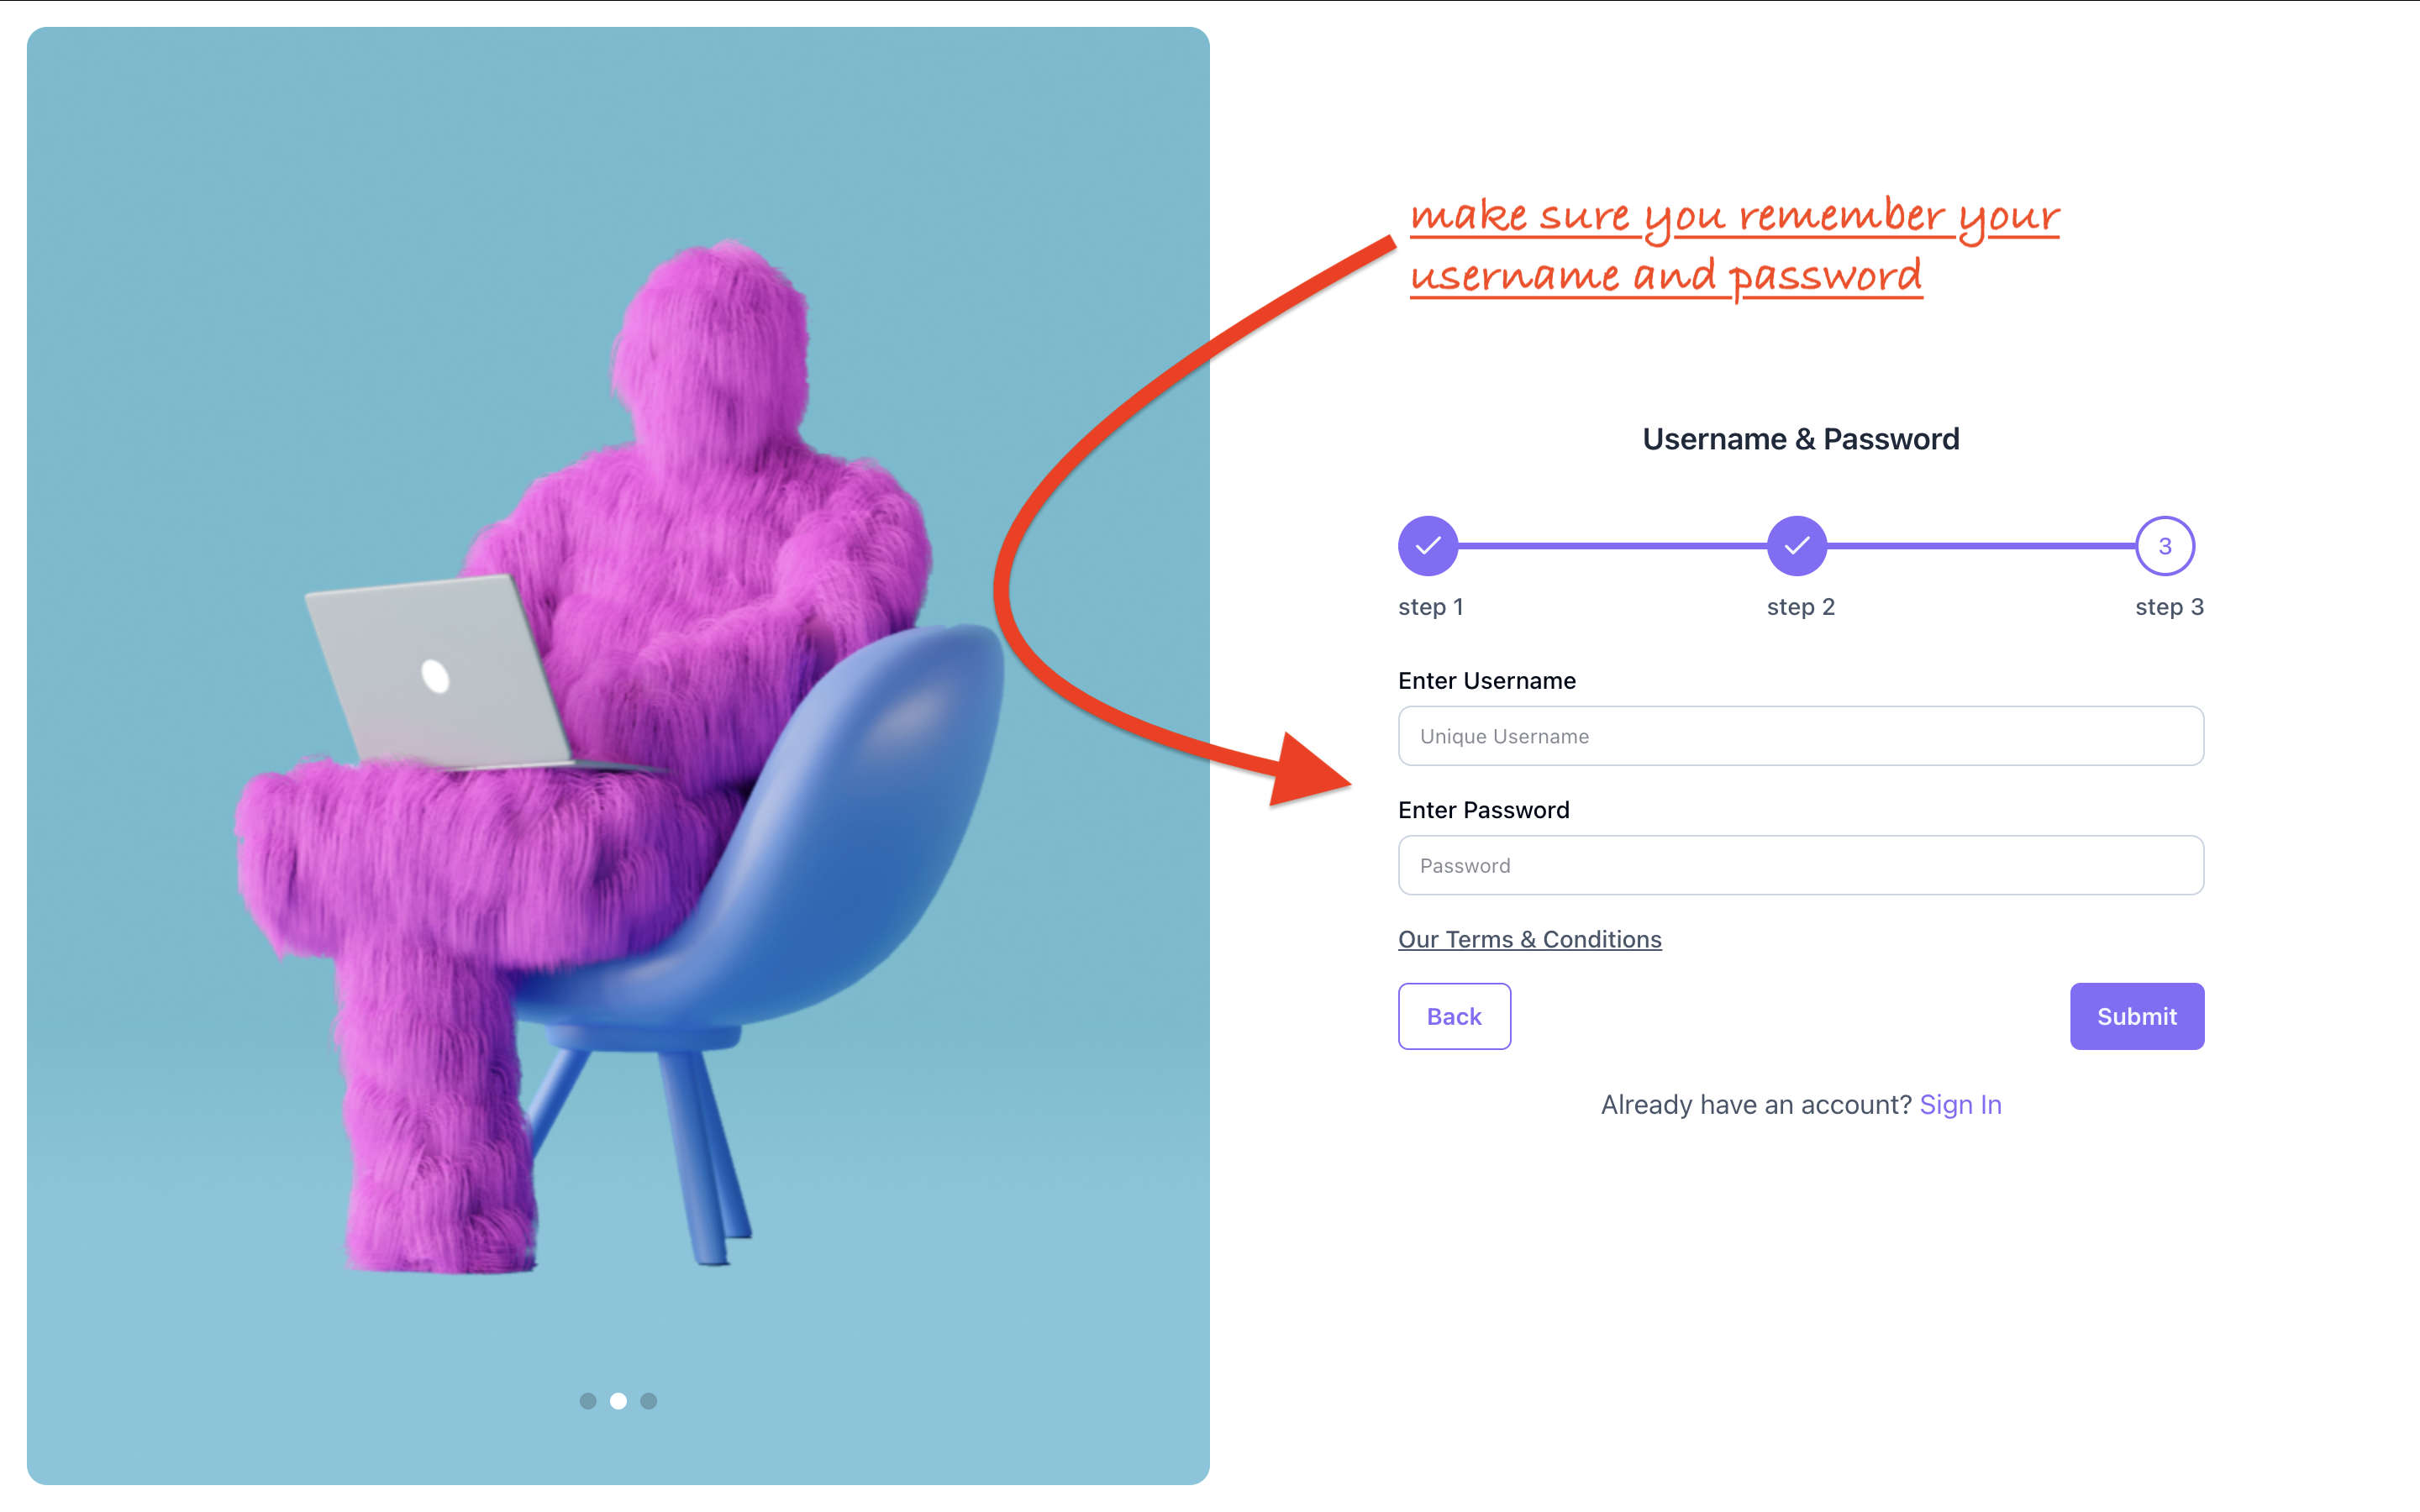 make sure you remember your
username and password
Username & Password
3
step 1
step 2
step 3
Enter Username
Unique Username
Enter Password
Password
Our Terms & Conditions
Back
Submit
Already have an account? Sign In